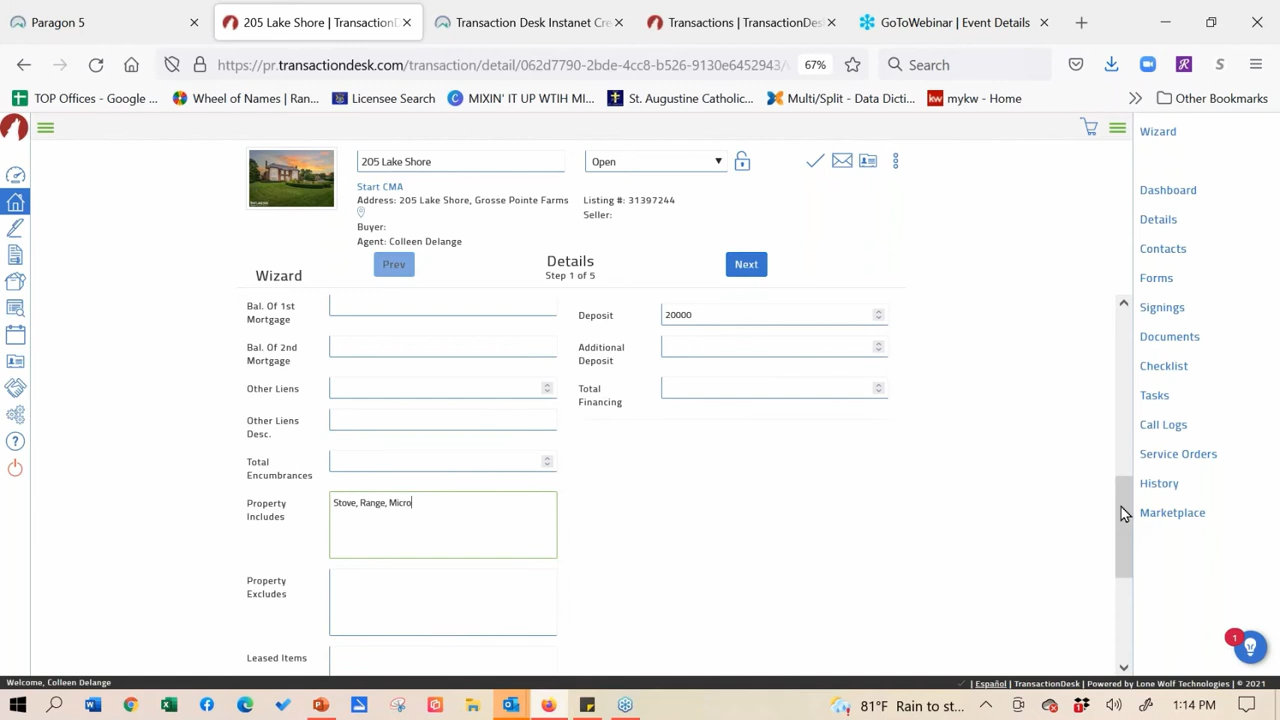 Paragon 5
205 Lake Shore | TransactionD
Transaction Desk Instanet Cre
Transactions | TransactionDes
GoToWebinar | Event Details
https://pr.transactiondesk.com/transaction/detail/062d7790-2bde-4cc8-b526-9130e6452943/
67%
Search
TOP Offices - Google ...
Wheel of Names | Ran...
Licensee Search
MIXIN' IT UP WTIH MI...
St. Augustine Catholic...
Multi/Split - Data Dicti...
mykw - Home
Other Bookmarks
205 Lake Shore
Open
Start CMA
Address: 205 Lake Shore, Grosse Pointe Farms
Listing #: 31397244
Seller:
Buyer:
Agent: Colleen Delange
Wizard
Prev
Details
Step 1 of 5
Next
Bal. Of 1st
Mortgage
Deposit
20000
Bal. Of 2nd
Mortgage
Additional
Deposit
Other Liens
Total
Financing
Other Liens
Desc.
Total
Encumbrances
Property
Includes
Stove, Range, Micro
Property
Excludes
Leased Items
Wizard
Dashboard
Details
Contacts
Forms
Signings
Documents
Checklist
Tasks
Call Logs
Service Orders
History
Marketplace
1
Welcome, Colleen Delange
Español | TransactionDesk | Powered by Lone Wolf Technologies | © 2021
81°F Rain to st...
1:14 PM